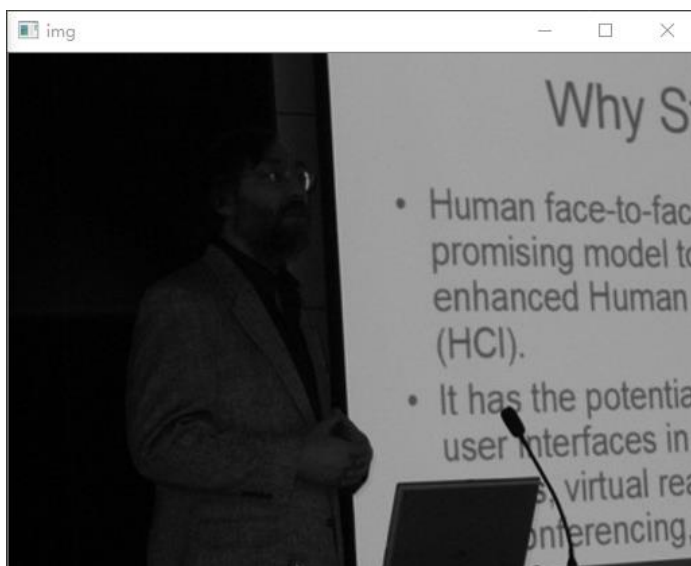 img
Why S
• Human face-to-fac
promising model to
enhanced Human
(HCI).
• It has the potentia
user interfaces in
s, virtual rea
onferencing,